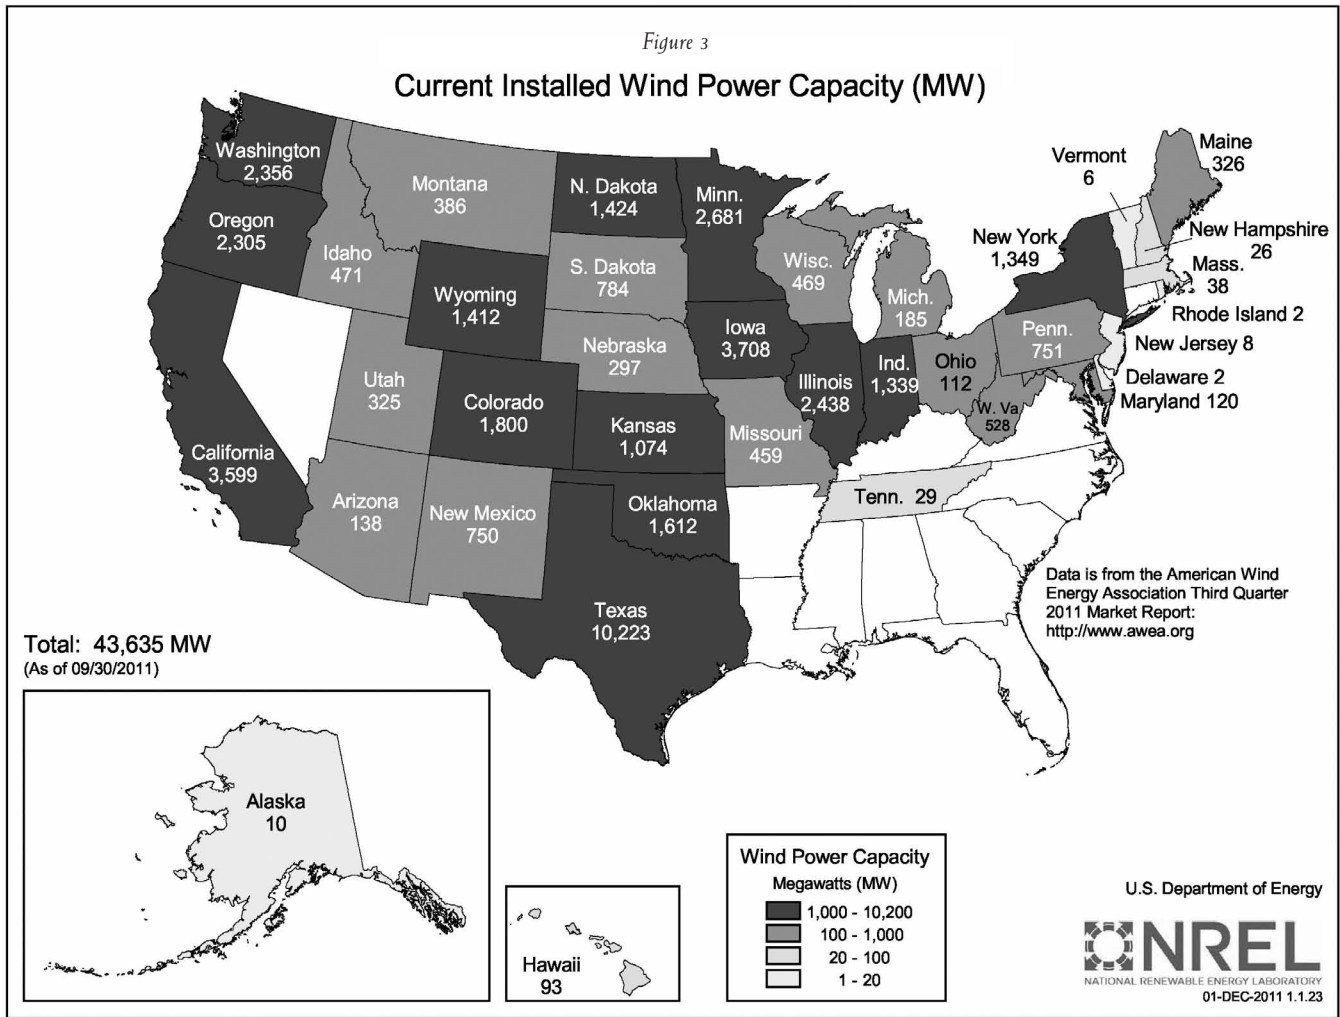 Figure 3
Current Installed Wind Power Capacity (MW)
Washington
2,356
Oregon
2,305
California
3,599
Idaho
471
Montana
386
Wyoming
1,412
Utah
325
Colorado
1,800
Arizona
138
New Mexico
750
N. Dakota
1,424
S. Dakota
784
Nebraska
297
Kansas
1,074
Oklahoma
1,612
Texas
10,223
Minn.
2,681
Iowa
3,708
Missouri
459
Wisc.
469
Illinois
2,438
Mich.
185
Ind.
1,339
Ohio
112
W. Va
528
Tenn. 29
Penn.
751
New York
1,349
Vermont
6
Maine
326
New Hampshire
26
Mass.
38
Rhode Island 2
New Jersey 8
Delaware 2
Maryland 120
Data is from the American Wind
Energy Association Third Quarter
2011 Market Report:
http://www.awea.org
Total: 43,635 MW
(As of 09/30/2011)
Alaska
10
Hawaii
93
Wind Power Capacity
Megawatts (MW)
1,000 - 10,200
100 - 1,000
20 - 100
1 - 20
U.S. Department of Energy
NREL
NATIONAL RENEWABLE ENERGY LABORATORY
01-DEC-2011 1.1.23